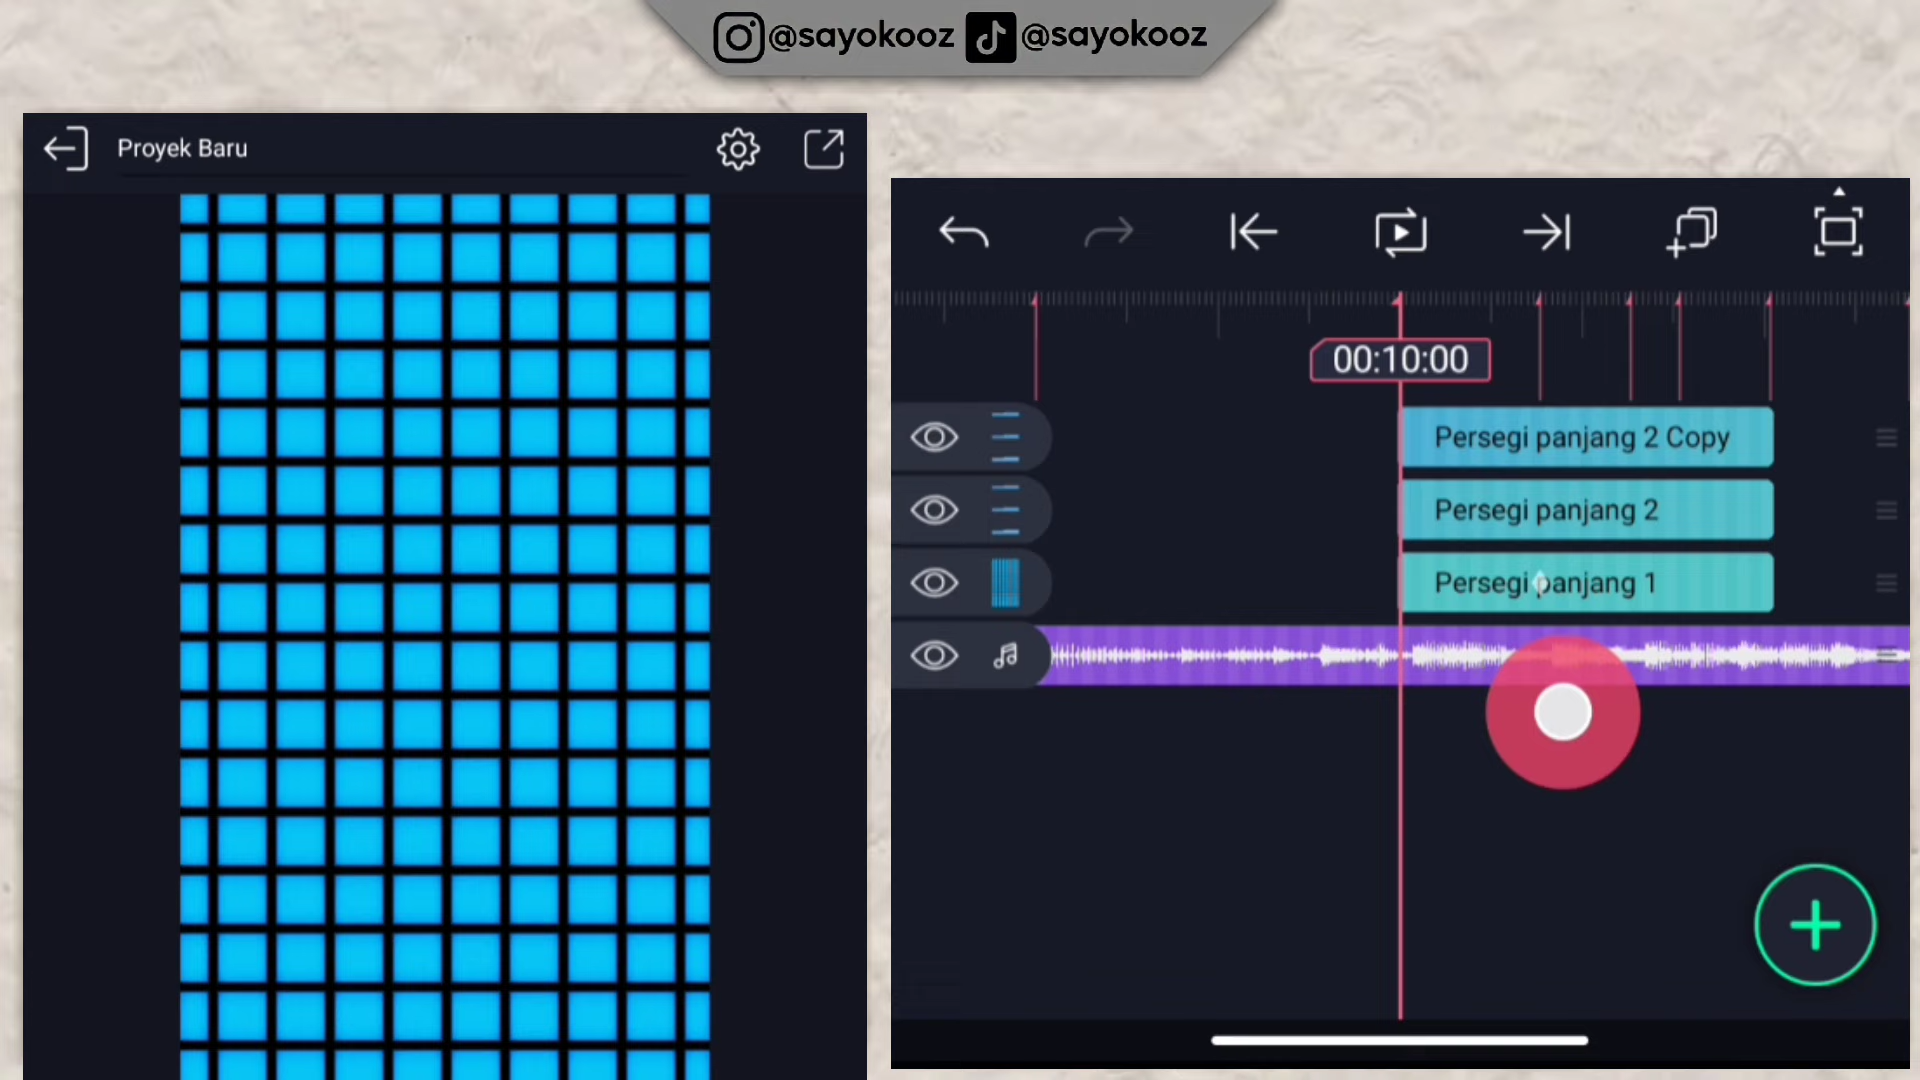 @sayokooz @sayokooz
Proyek Baru
00:10:00
Persegi panjang 2 Copy
Persegi panjang 2
Persegi panjang 1